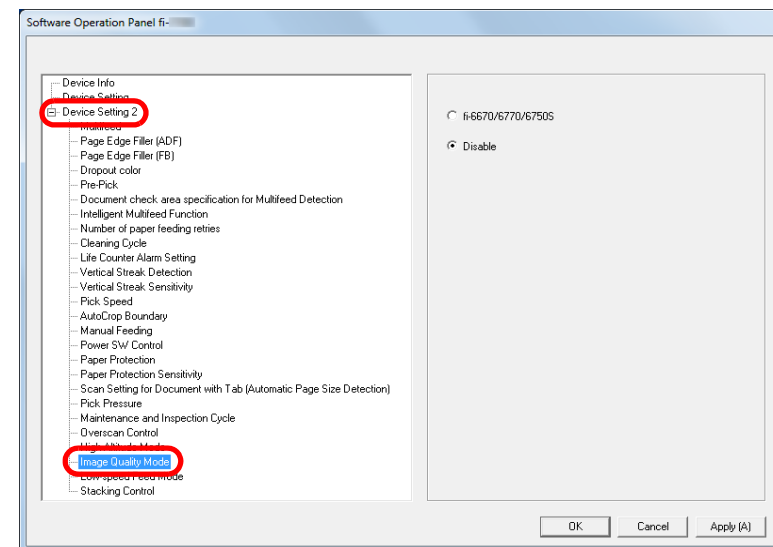 Software Operation Panel fi-
Device Info
Device Setting
Device Setting 2
Multifeed
Page Edge Filler (ADF)
Page Edge Filler (FB)
Dropout color
Pre-Pick
Document check area specification for Multifeed Detection
Intelligent Multifeed Function
Number of paper feeding retries
Cleaning Cycle
Life Counter Alarm Setting
Vertical Streak Detection
Vertical Streak Sensitivity
Pick Speed
AutoCrop Boundary
Manual Feeding
Power SW Control
Paper Protection
Paper Protection Sensitivity
Scan Setting for Document with Tab (Automatic Page Size Detection)
Pick Pressure
Maintenance and Inspection Cycle
Overscan Control
High Altitude Mode
Image Quality Mode
Low-speed Feed Mode
Stacking Control
fi-6670/6770/6750S
Disable
OK Cancel Apply (A)